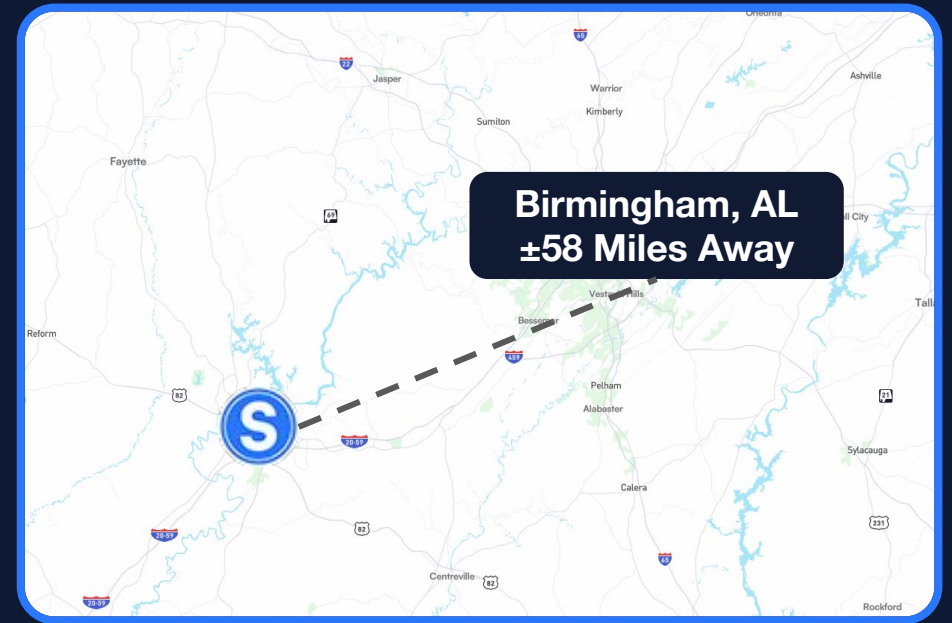 Oneonta
65
22
Jasper
Ashville
Warrior
Kimberly
Sumiton
Fayette
Birmingham, AL
±58 Miles Away
69
ll City
Vestavia Hills
Talla
Bessemer
Reform
459
82
Pelham
21
Alabaster
S
20-59
Sylacauga
Calera
231
82
20-59
65
Centreville
82
20-59
Rockford